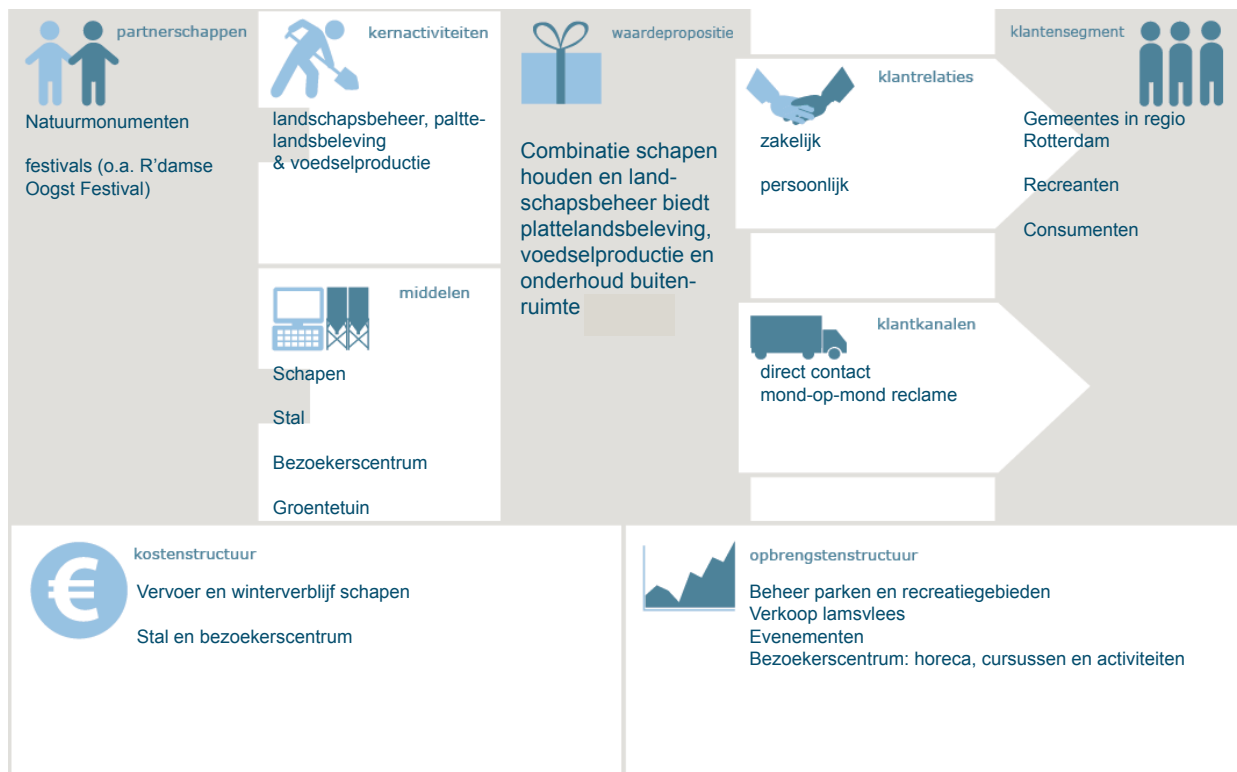 partnerschappen
Natuurmonumenten
festivals (o.a. R’damse
Oogst Festival)
kernactiviteiten
landschapsbeheer, paltte-
landsbeleving
& voedselproductie
middelen
Schapen
Stal
Bezoekerscentrum
Groentetuin
waardepropositie
Combinatie schapen
houden en land-
schapsbeheer biedt
plattelandsbeleving,
voedselproductie en
onderhoud buiten-
ruimte
klantrelaties
zakelijk
persoonlijk
klantkanalen
direct contact
mond-op-mond reclame
klantensegment
Gemeentes in regio
Rotterdam
Recreanten
Consumenten
kostenstructuur
Vervoer en winterverblijf schapen
Stal en bezoekerscentrum
opbrengstenstructuur
Beheer parken en recreatiegebieden
Verkoop lamsvlees
Evenementen
Bezoekerscentrum: horeca, cursussen en activiteiten